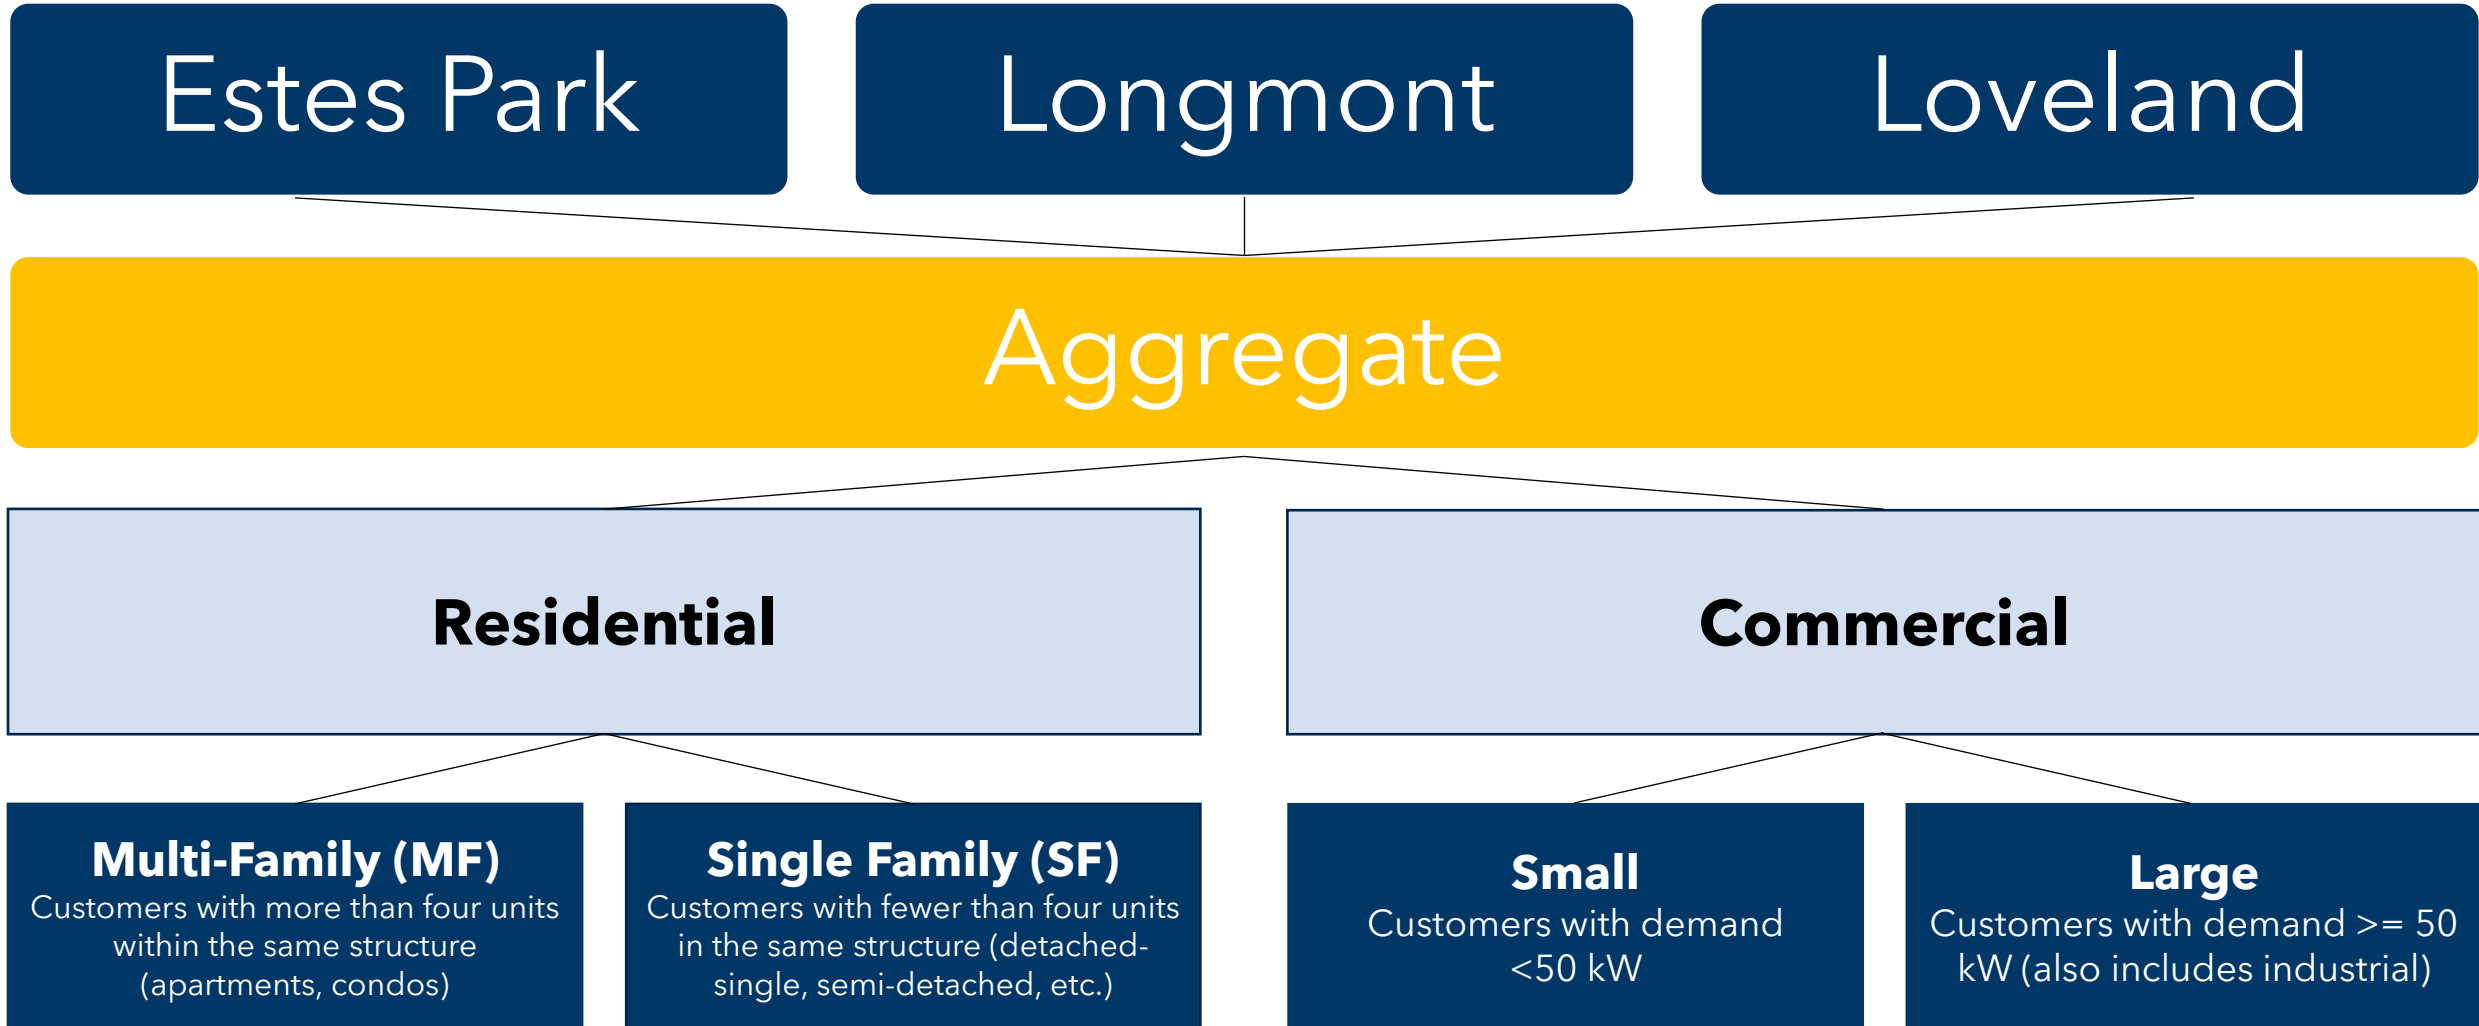 Estes Park
Longmont
Loveland
Aggregate
Residential
Commercial
Multi-Family (MF)
Customers with more than four units
within the same structure
(apartments, condos)
Single Family (SF)
Customers with fewer than four units
in the same structure (detached-
single, semi-detached, etc.)
Small
Customers with demand
<50 kW
Large
Customers with demand >= 50
kW (also includes industrial)